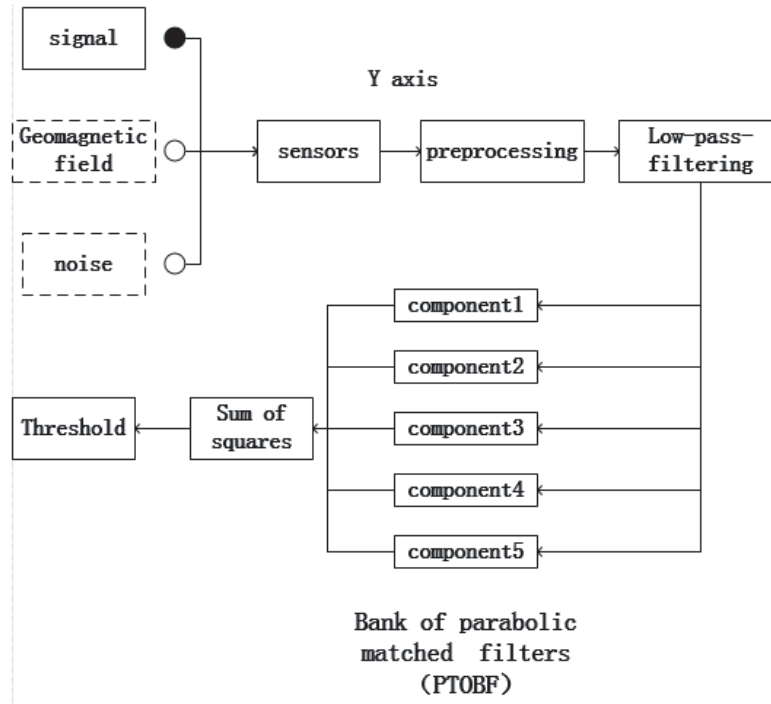 signal
Y axis
Geomagnetic
field
sensors
preprocessing
Low-pass-
filtering
noise
component1
component2
component3
component4
component5
Sum of
squares
Threshold
Bank of parabolic
matched filters
(PTOBF)